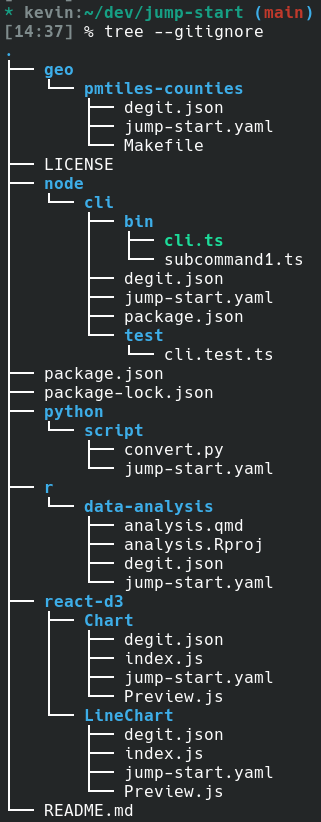 * kevin:~/dev/jump-start (main)
[14:37] % tree --gitignore
.
├── geo
│   └── pmtiles-counties
│       ├── degit.json
│       ├── jump-start.yaml
│       └── Makefile
├── LICENSE
├── node
│   └── cli
│       ├── bin
│       │   ├── cli.ts
│       │   └── subcommand1.ts
│       ├── degit.json
│       ├── jump-start.yaml
│       ├── package.json
│       └── test
│           └── cli.test.ts
├── package.json
├── package-lock.json
├── python
│   └── script
│       ├── convert.py
│       └── jump-start.yaml
├── r
│   └── data-analysis
│       ├── analysis.qmd
│       ├── analysis.Rproj
│       ├── degit.json
│       └── jump-start.yaml
├── react-d3
│   ├── Chart
│   │   ├── degit.json
│   │   ├── index.js
│   │   ├── jump-start.yaml
│   │   └── Preview.js
│   └── LineChart
│       ├── degit.json
│       ├── index.js
│       ├── jump-start.yaml
│       └── Preview.js
└── README.md